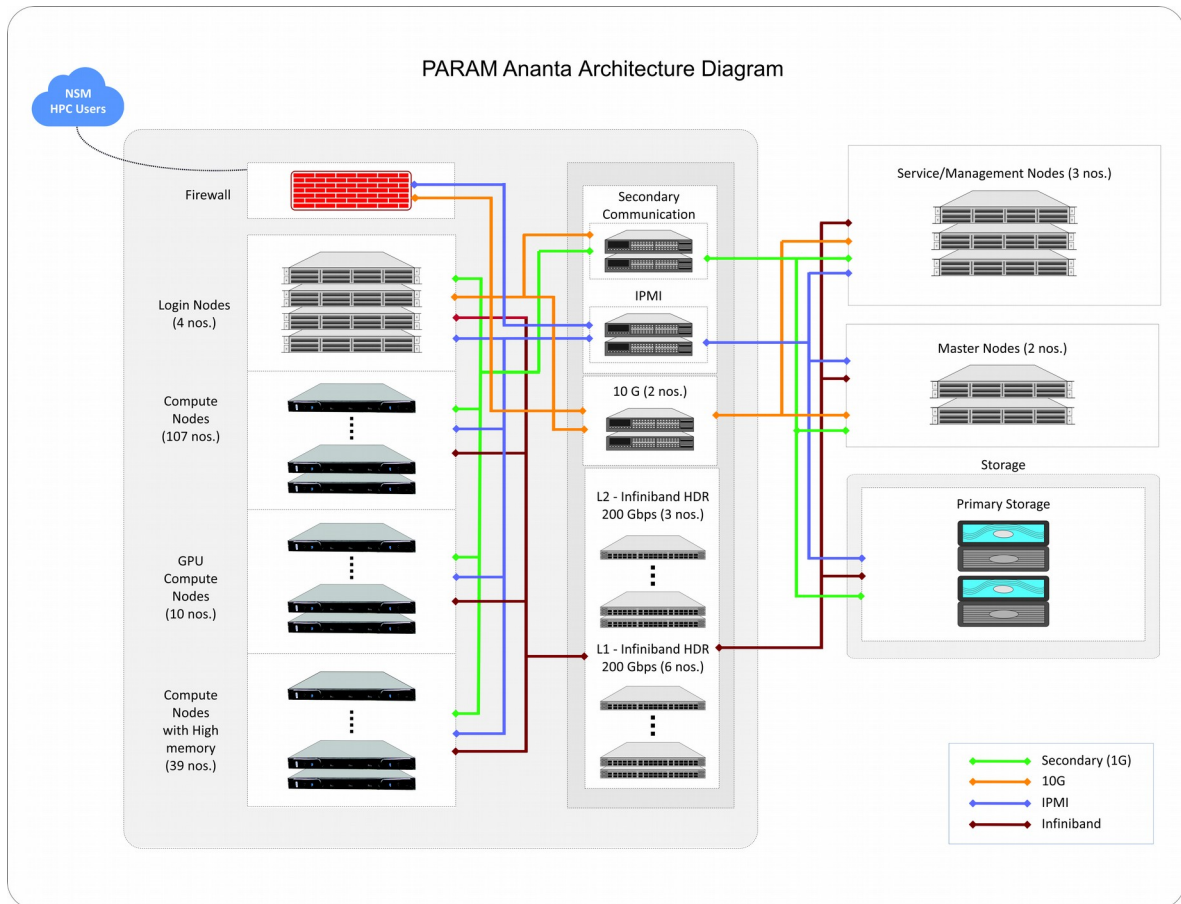 PARAM Ananta Architecture Diagram
NSM
HPC Users
Firewall
Login Nodes
(4 nos.)
Compute
Nodes
(107 nos.)
GPU
Compute
Nodes
(10 nos.)
Compute
Nodes
with High
memory
(39 nos.)
Secondary
Communication
IPMI
10 G (2 nos.)
L2 - Infiniband HDR
200 Gbps (3 nos.)
L1 - Infiniband HDR
200 Gbps (6 nos.)
Service/Management Nodes (3 nos.)
Master Nodes (2 nos.)
Storage
Primary Storage
Secondary (1G)
10G
IPMI
Infiniband